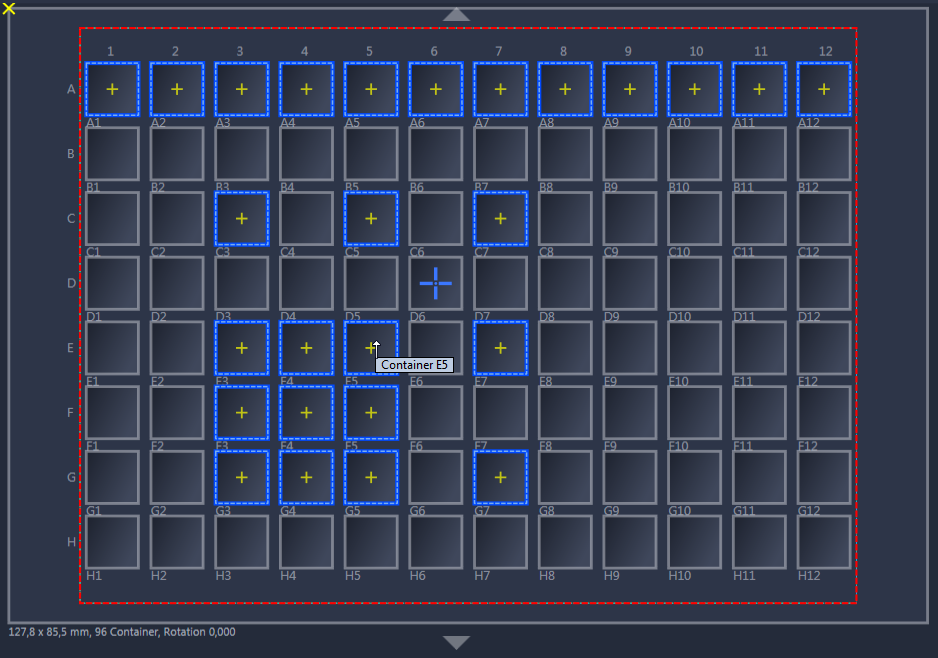 1 2 3 4 5 6 7 8 9 10 11 12
A
A1 A2 A3 A4 A5 A6 A7 A8 A9 A10 A11 A12
B
B1 B2 B3 B4 B5 B6 B7 B8 B9 B10 B11 B12
C
C1 C2 C3 C4 C5 C6 C7 C8 C9 C10 C11 C12
D
D1 D2 D3 D4 D5 D6 D7 D8 D9 D10 D11 D12
E
Container E5
E1 E2 E3 E4 E5 E6 E7 E8 E9 E10 E11 E12
F
F1 F2 F3 F4 F5 F6 F7 F8 F9 F10 F11 F12
G
G1 G2 G3 G4 G5 G6 G7 G8 G9 G10 G11 G12
H
H1 H2 H3 H4 H5 H6 H7 H8 H9 H10 H11 H12
127,8 x 85,5 mm, 96 Container, Rotation 0,000